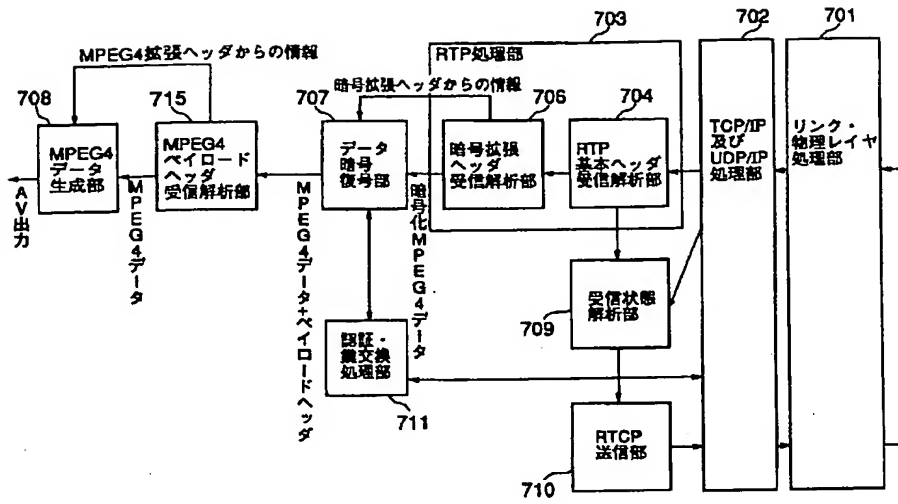 703
702
701
MPEG4拡張ヘッダからの情報
RTP処理部
暗号拡張ヘッダからの情報
708
715
707
706
704
MPEG4
データ
生成部
MPEG4
ペイロード
ヘッダ
受信解析部
データ
暗号
復号部
暗号拡張
ヘッダ
受信解析部
RTP
基本ヘッダ
受信解析部
TCP/IP
及び
UDP/IP
処理部
リンク・
物理レイヤ
処理部
AV出力
MPEG4データ
MPEG4データ+ペイロードヘッダ
暗号化MPEG4データ
709
受信状態
解析部
認証・
鍵交換
処理部
711
RTCP
送信部
710